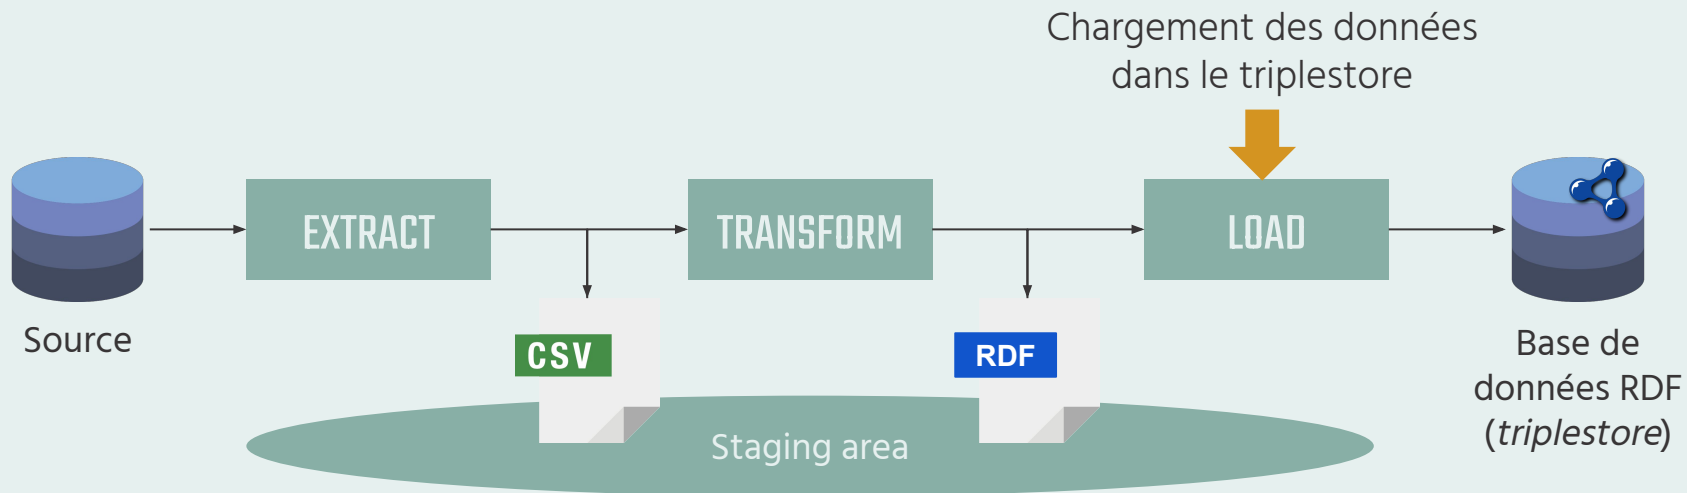 Chargement des données
dans le triplestore
EXTRACT
TRANSFORM
LOAD
Source
CSV
RDF
Base de
données RDF
(triplestore)
Staging area